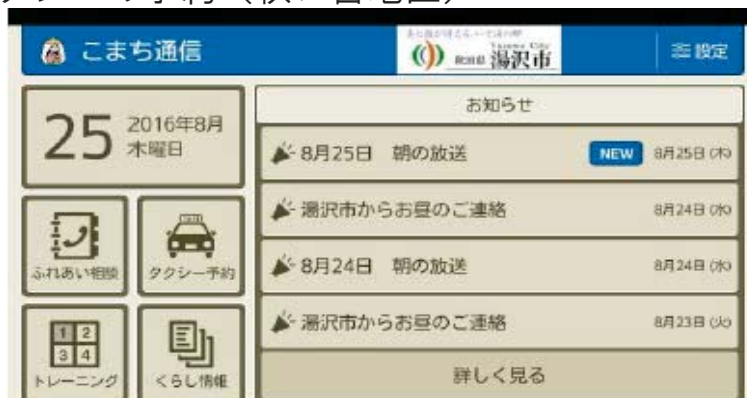 こまち通信
秋田県 湯沢市
設定
25 2016年8月
木曜日
お知らせ
8月25日 朝の放送 NEW 8月25日(木)
湯沢市からお昼のご連絡 8月24日(水)
8月24日 朝の放送 8月24日(水)
湯沢市からお昼のご連絡 8月23日(火)
詳しく見る
ふれあい相談
タクシー予約
1 2
3 4
トレーニング
くらし情報